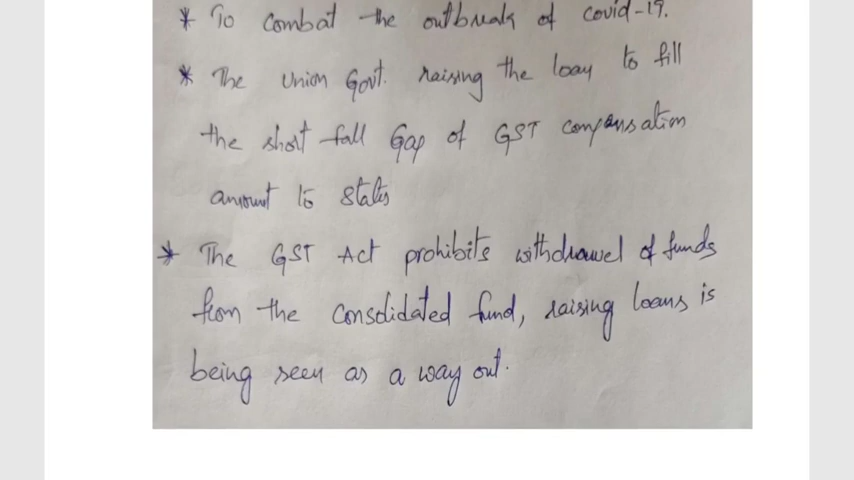 * To combat the outbreak of covid-19.
* The Union Govt. raising the loan to fill
the short-fall Gap of GST compensation
amount to states
* The GST Act prohibits withdrawel of funds
from the consolidated fund, raising loans is
being seen as a way out.